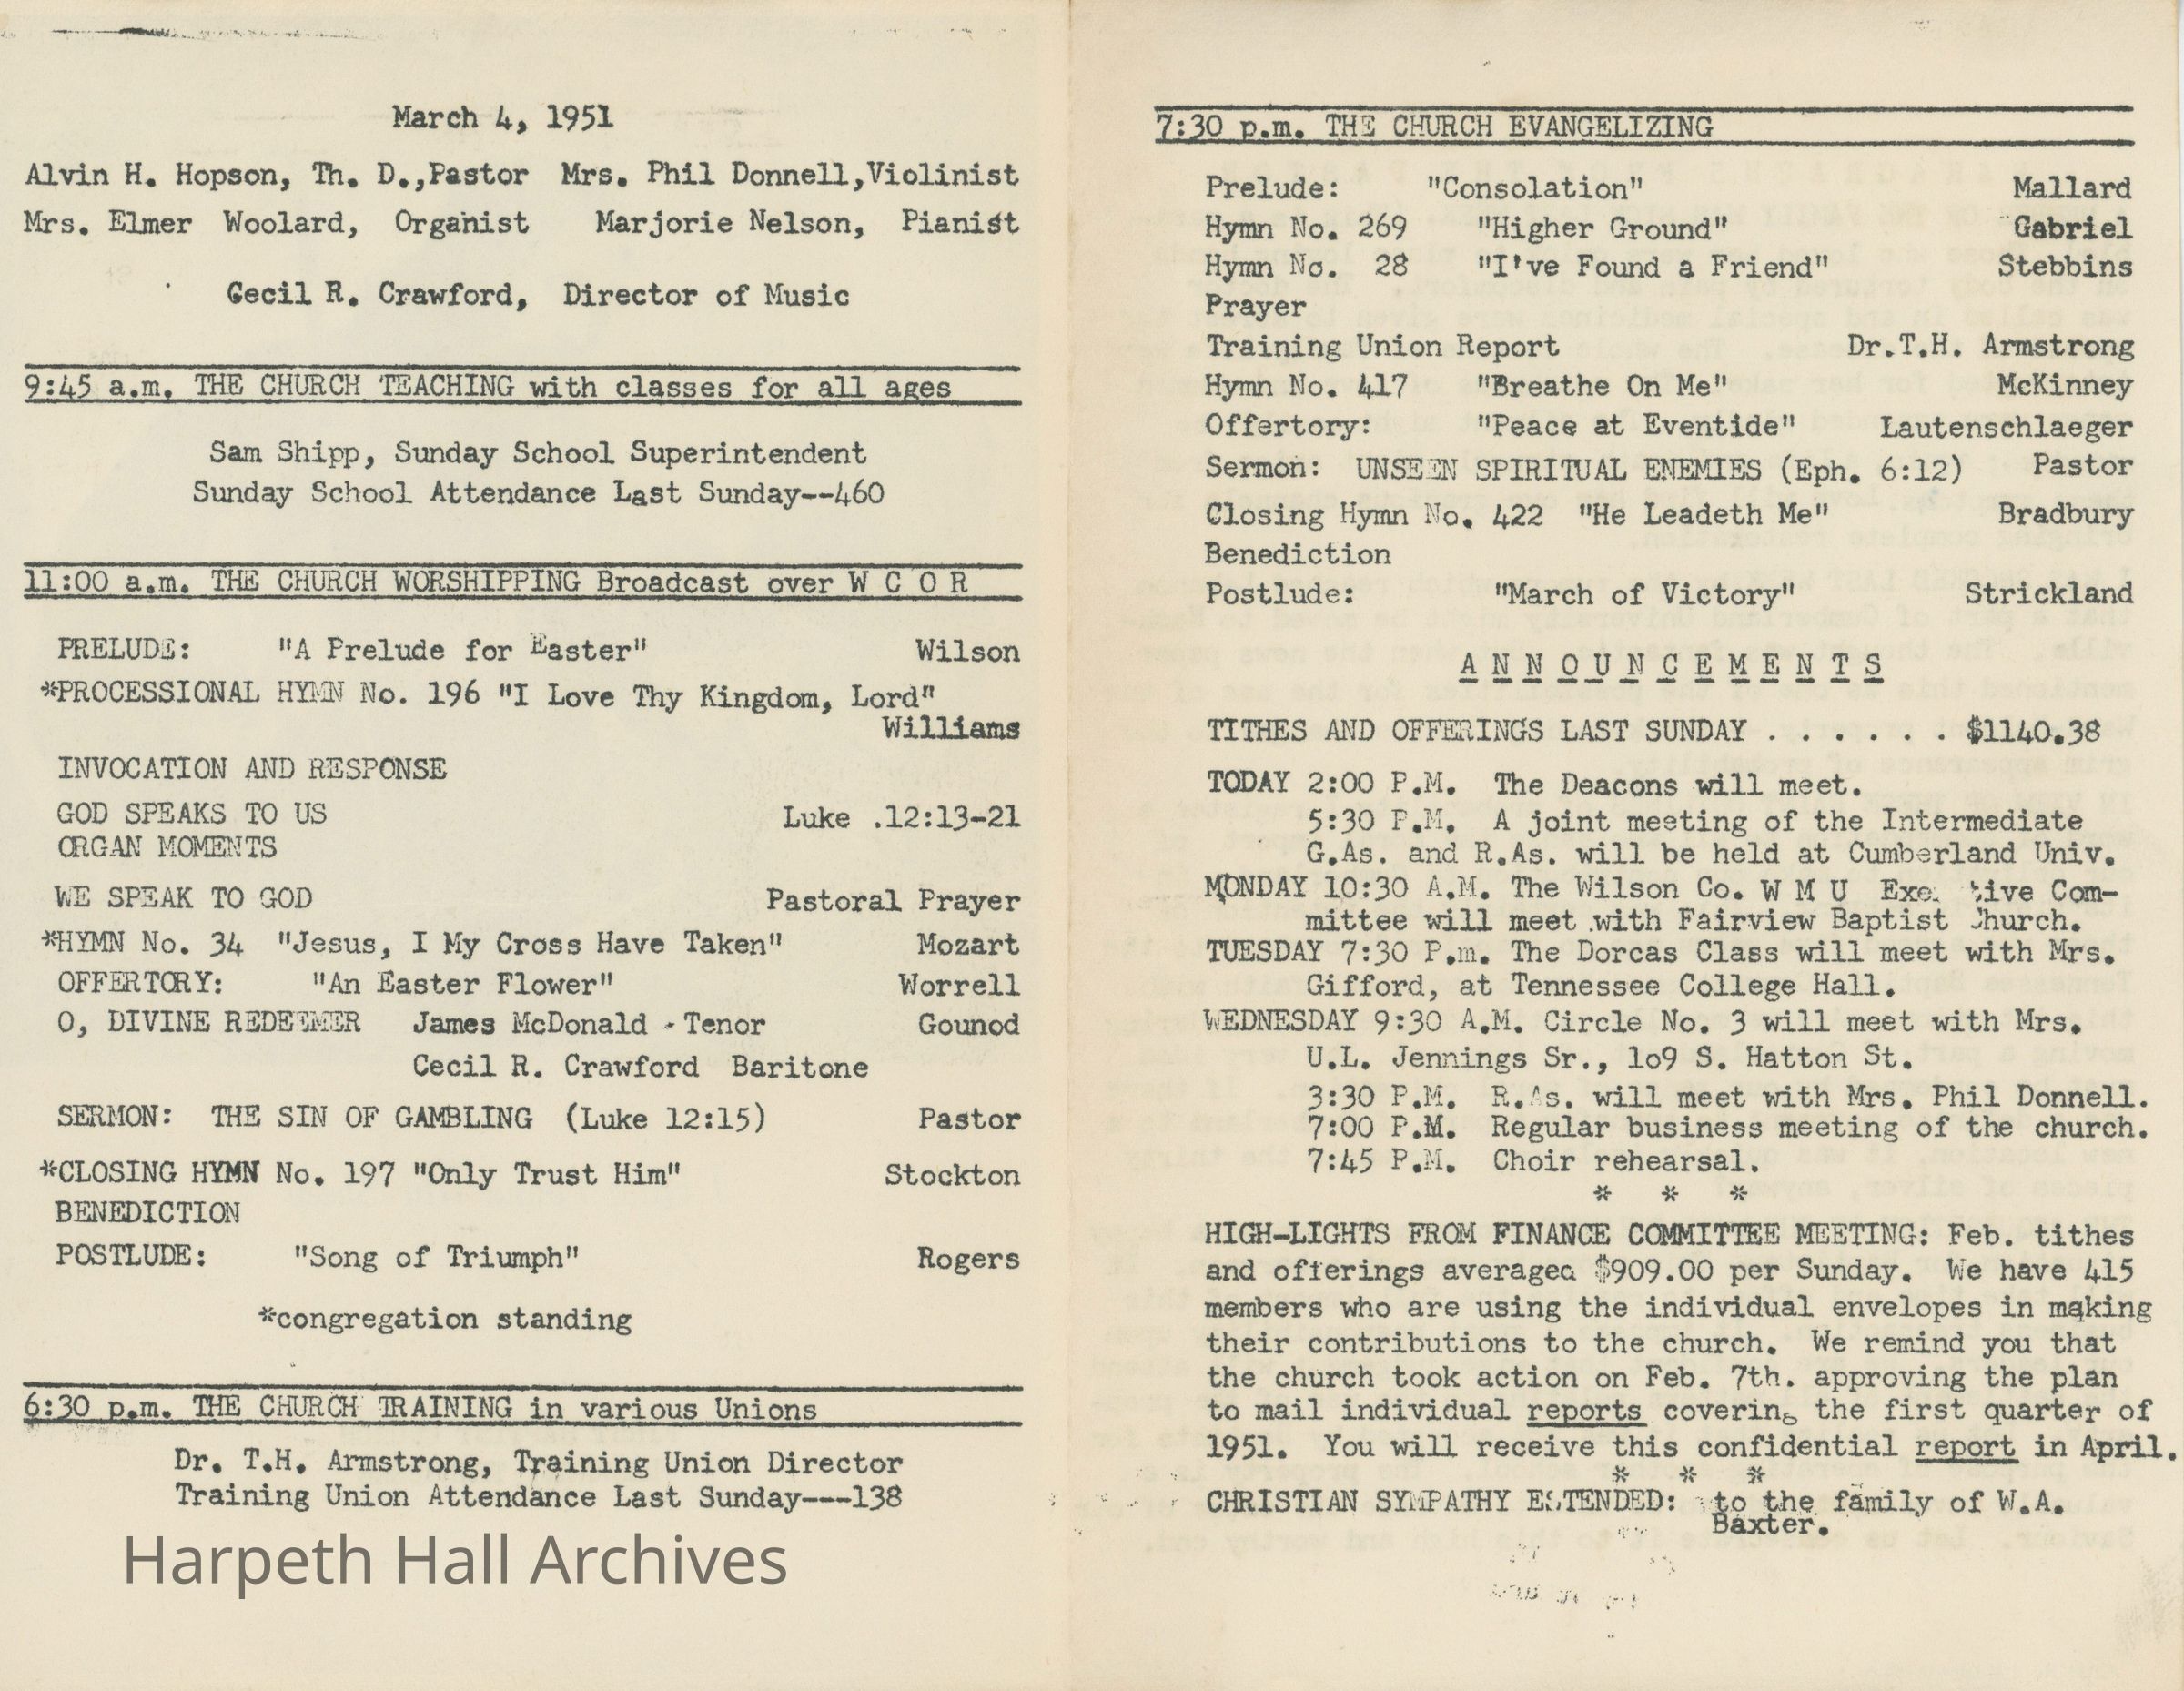 March 4, 1951
Alvin H. Hopson, Th. D.,Pastor Mrs. Phil Donnell,Violinist
Mrs. Elmer Woolard, Organist Marjorie Nelson, Pianist
Cecil R. Crawford, Director of Music
9:45 a.m. THE CHURCH TEACHING with classes for all ages
Sam Shipp, Sunday School Superintendent
Sunday School Attendance Last Sunday--460
11:00 a.m. THE CHURCH WORSHIPPING Broadcast over W C O R
PRELUDE: "A Prelude for Easter" Wilson
*PROCESSIONAL HYMN No. 196 "I Love Thy Kingdom, Lord"
Williams
INVOCATION AND RESPONSE
GOD SPEAKS TO US Luke .12:13-21
ORGAN MOMENTS
WE SPEAK TO GOD Pastoral Prayer
*HYMN No. 34 "Jesus, I My Cross Have Taken" Mozart
OFFERTORY: "An Easter Flower" Worrell
O, DIVINE REDEEMER James McDonald - Tenor Gounod
Cecil R. Crawford Baritone
SERMON: THE SIN OF GAMBLING (Luke 12:15) Pastor
*CLOSING HYMN No. 197 "Only Trust Him" Stockton
BENEDICTION
POSTLUDE: "Song of Triumph" Rogers
*congregation standing
6:30 p.m. THE CHURCH TRAINING in various Unions
Dr. T.H. Armstrong, Training Union Director
Training Union Attendance Last Sunday---138
Harpeth Hall Archives
7:30 p.m. THE CHURCH EVANGELIZING
Prelude: "Consolation" Mallard
Hymn No. 269 "Higher Ground" Gabriel
Hymn No. 28 "I've Found a Friend" Stebbins
Prayer
Training Union Report Dr.T.H. Armstrong
Hymn No. 417 "Breathe On Me" McKinney
Offertory: "Peace at Eventide" Lautenschlaeger
Sermon: UNSEEN SPIRITUAL ENEMIES (Eph. 6:12) Pastor
Closing Hymn No. 422 "He Leadeth Me" Bradbury
Benediction
Postlude: "March of Victory" Strickland
A N N O U N C E M E N T S
TITHES AND OFFERINGS LAST SUNDAY . . . . . . $1140.38
TODAY 2:00 P.M. The Deacons will meet.
5:30 P.M. A joint meeting of the Intermediate
G.As. and R.As. will be held at Cumberland Univ.
MONDAY 10:30 A.M. The Wilson Co. W M U Com-
mittee will meet with Fairview Baptist Church.
TUESDAY 7:30 P.m. The Dorcas Class will meet with Mrs.
Gifford, at Tennessee College Hall.
WEDNESDAY 9:30 A.M. Circle No. 3 will meet with Mrs.
U.L. Jennings Sr., lo9 S. Hatton St.
3:30 P.M. R.As. will meet with Mrs. Phil Donnell.
7:00 P.M. Regular business meeting of the church.
7:45 P.M. Choir rehearsal.
* * *
HIGH-LIGHTS FROM FINANCE COMMITTEE MEETING: Feb. tithes
and offerings averaged $909.00 per Sunday. We have 415
members who are using the individual envelopes in making
their contributions to the church. We remind you that
the church took action on Feb. 7th. approving the plan
to mail individual reports covering the first quarter of
1951. You will receive this confidential report in April.
* * *
CHRISTIAN SYMPATHY EXTENDED: to the family of W.A.
Baxter.